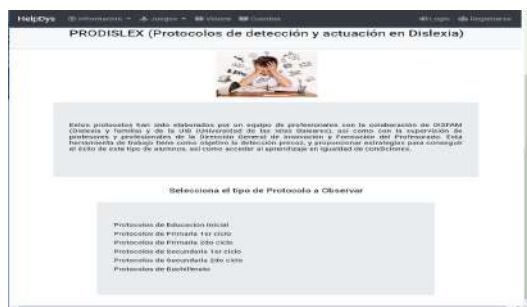 HelpDys Información Juegos Videos Cuentos Login Registrarse
PRODISLEX (Protocolos de detección y actuación en Dislexia)
Estos protocolos han sido elaborados por un equipo de profesionales con la colaboración de DISFAM
(Dislexia y familia) y de la UIB (Universidad de las Islas Baleares), así como con la supervisión de
profesores y profesionales de la Dirección General de Innovación y Formación del Profesorado. Esta
herramienta de trabajo tiene como objetivo la detección precoz, y proporcionar estrategias para conseguir
el éxito de este tipo de alumnos, así como acceder al aprendizaje en igualdad de condiciones.
Selecciona el tipo de Protocolo a Observar
Protocolos de Educacion Inicial
Protocolos de Primaria 1er ciclo
Protocolos de Primaria 2do ciclo
Protocolos de Secundaria 1er ciclo
Protocolos de Secundaria 2do ciclo
Protocolos de Bachillerato